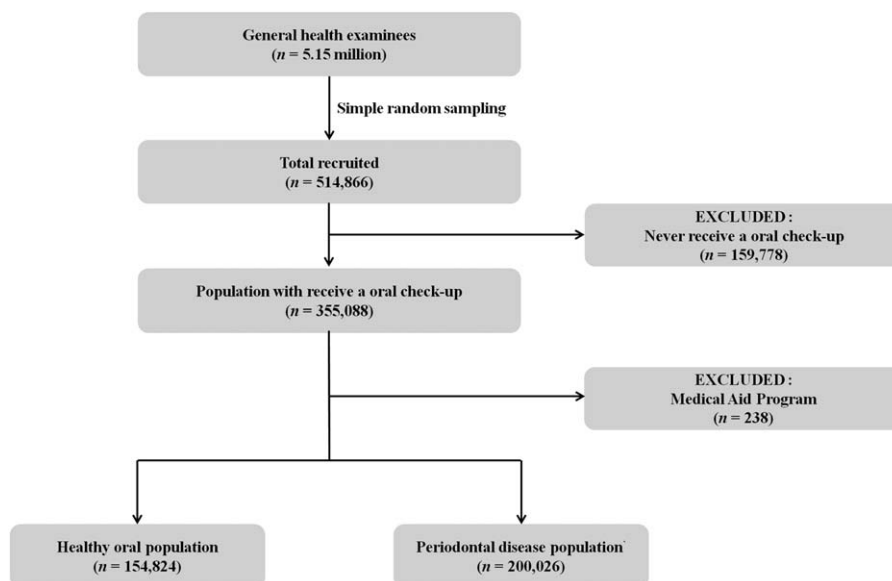 General health examinees
(n = 5.15 million)
Simple random sampling
Total recruited
(n = 514,866)
EXCLUDED :
Never receive a oral check-up
(n = 159,778)
Population with receive a oral check-up
(n = 355,088)
EXCLUDED :
Medical Aid Program
(n = 238)
Healthy oral population
(n = 154,824)
Periodontal disease population
(n = 200,026)